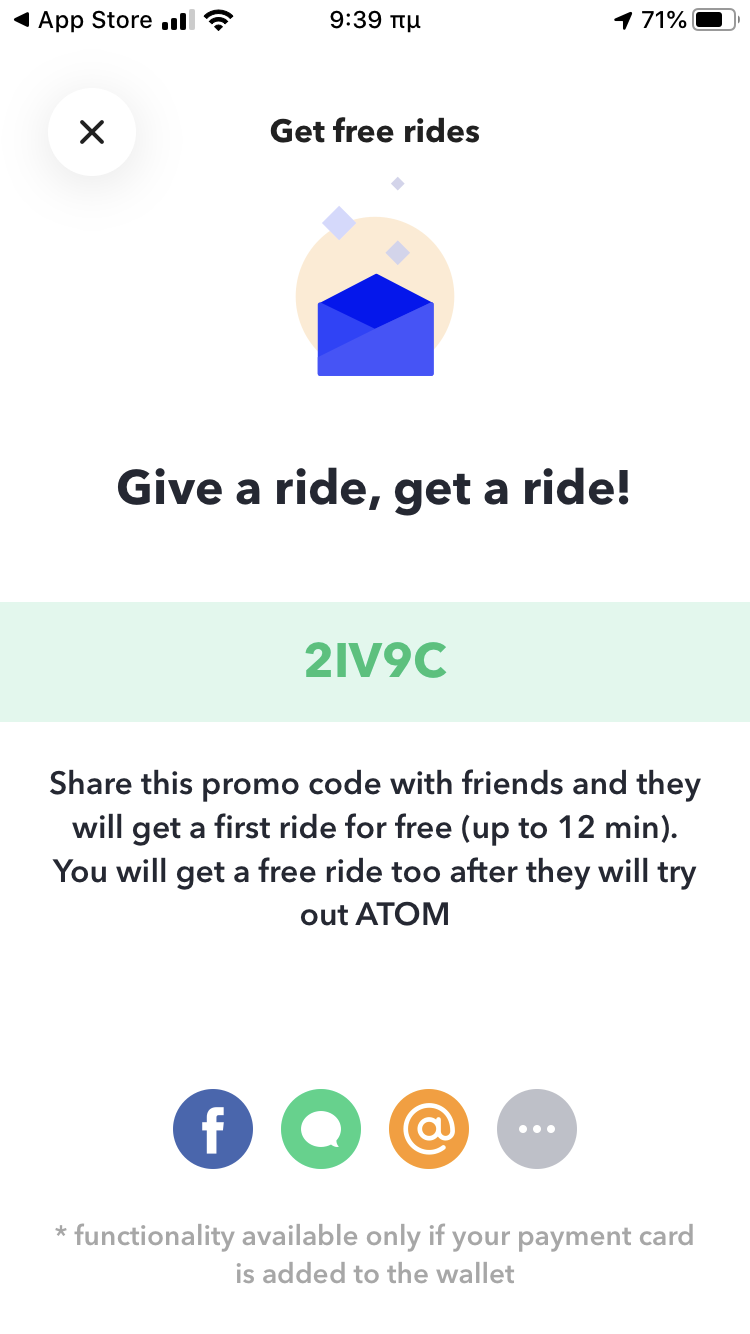 App Store 9:39 πμ 71%
Get free rides
Give a ride, get a ride!
2IV9C
Share this promo code with friends and they
will get a first ride for free (up to 12 min).
You will get a free ride too after they will try
out ATOM
* functionality available only if your payment card
is added to the wallet